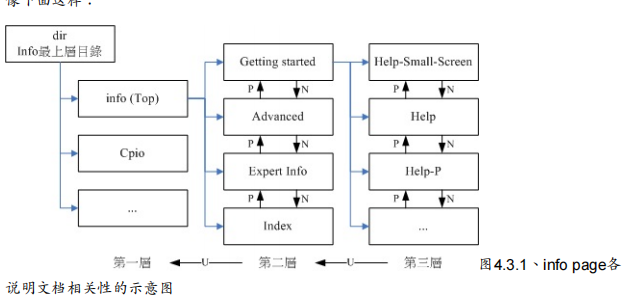 像下面这样：
dir
Info最上層目錄
Getting started
Help-Small-Screen
P
N
P
N
info (Top)
Advanced
Help
P
N
P
N
Cpio
Expert Info
Help-P
P
N
P
N
...
Index
...
第一層
U
第二層
U
第三層
图4.3.1、info page各
说明文档相关性的示意图